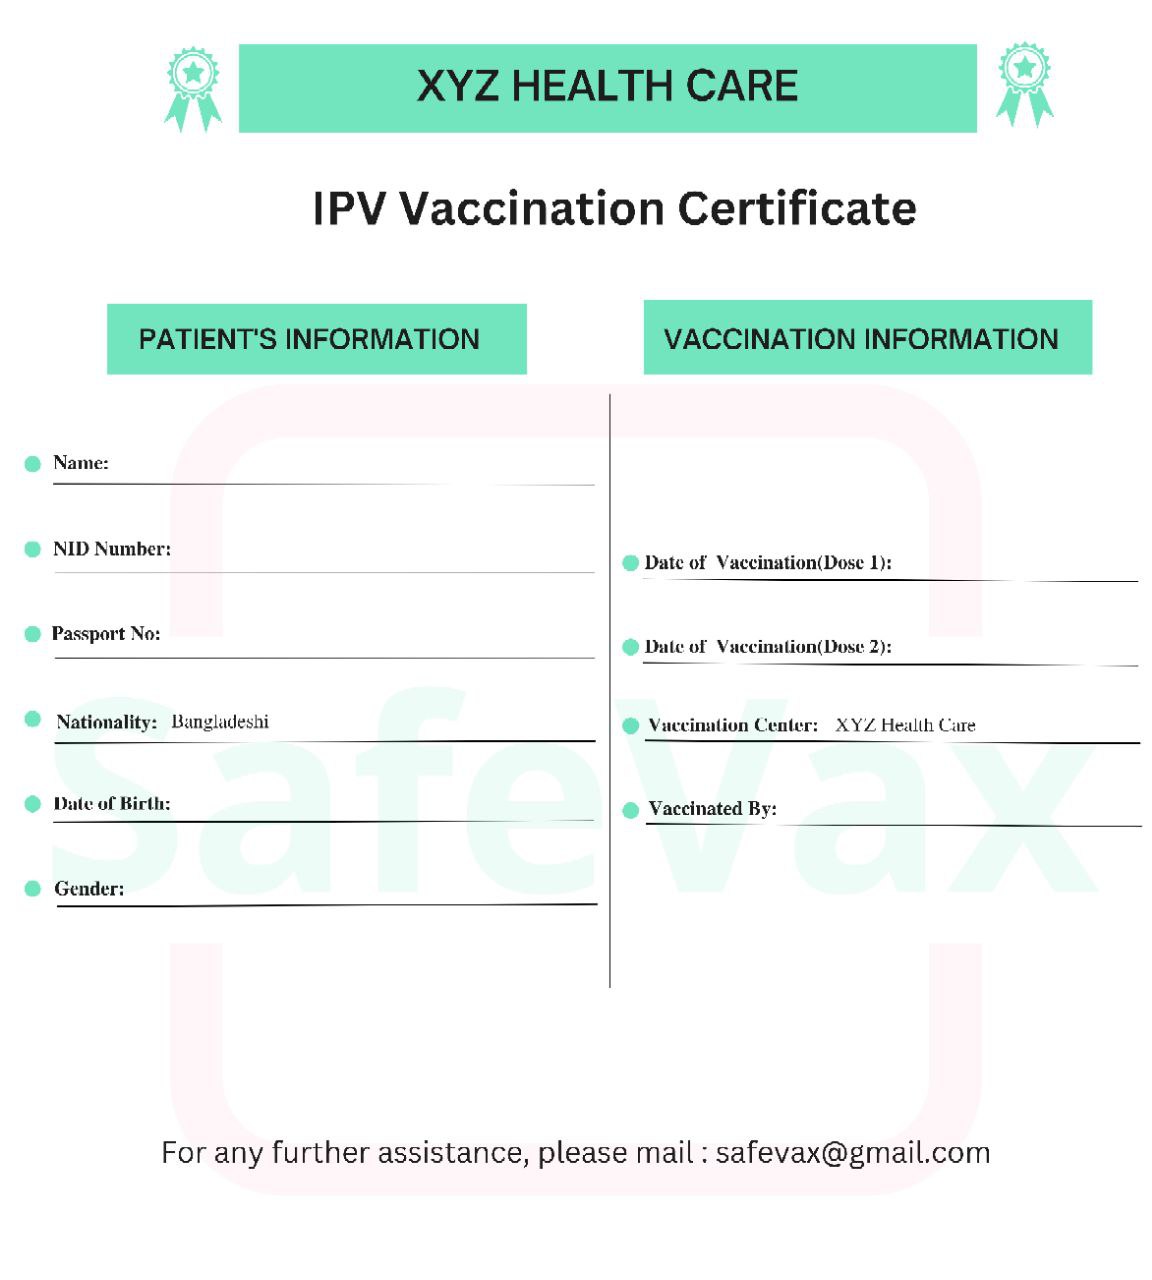 XYZ HEALTH CARE
IPV Vaccination Certificate
PATIENT'S INFORMATION
Name:
NID Number:
Passport No:
Nationality: Bangladeshi
Date of Birth:
Gender:
VACCINATION INFORMATION
Date of Vaccination(Dose 1):
Date of Vaccination(Dose 2):
Vaccination Center: XYZ Health Care
Vaccinated By:
SafeVax
For any further assistance, please mail : safevax@gmail.com